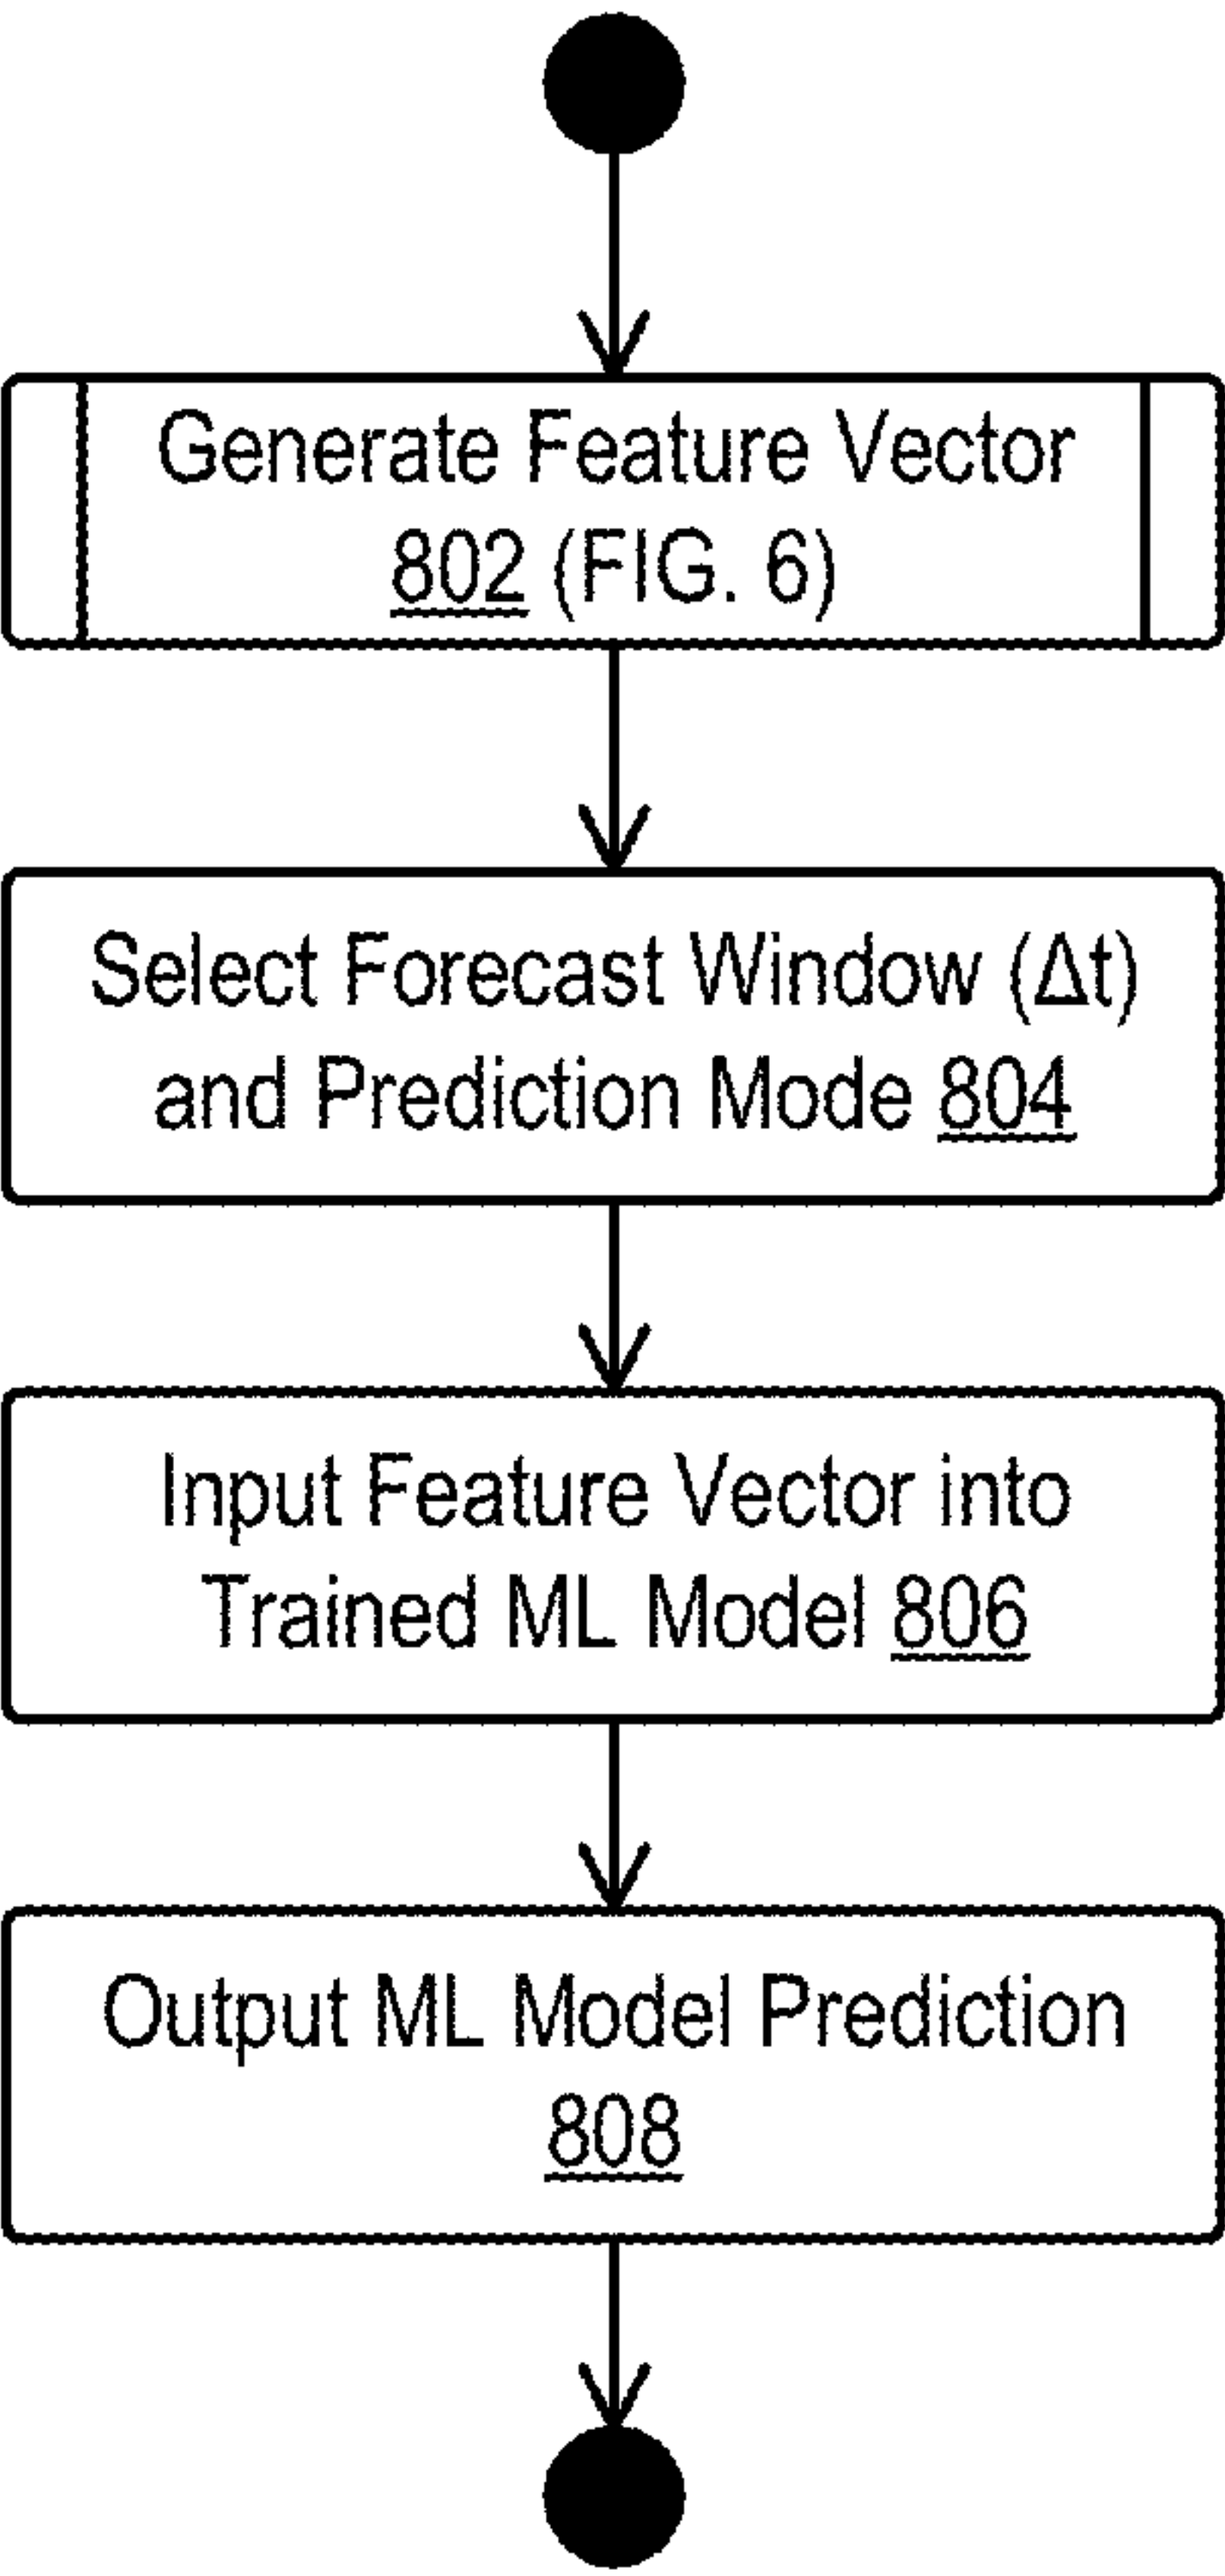 Generate Feature Vector
802 (FIG. 6)
Select Forecast Window (Δt)
and Prediction Mode 804
Input Feature Vector into
Trained ML Model 806
Output ML Model Prediction
808